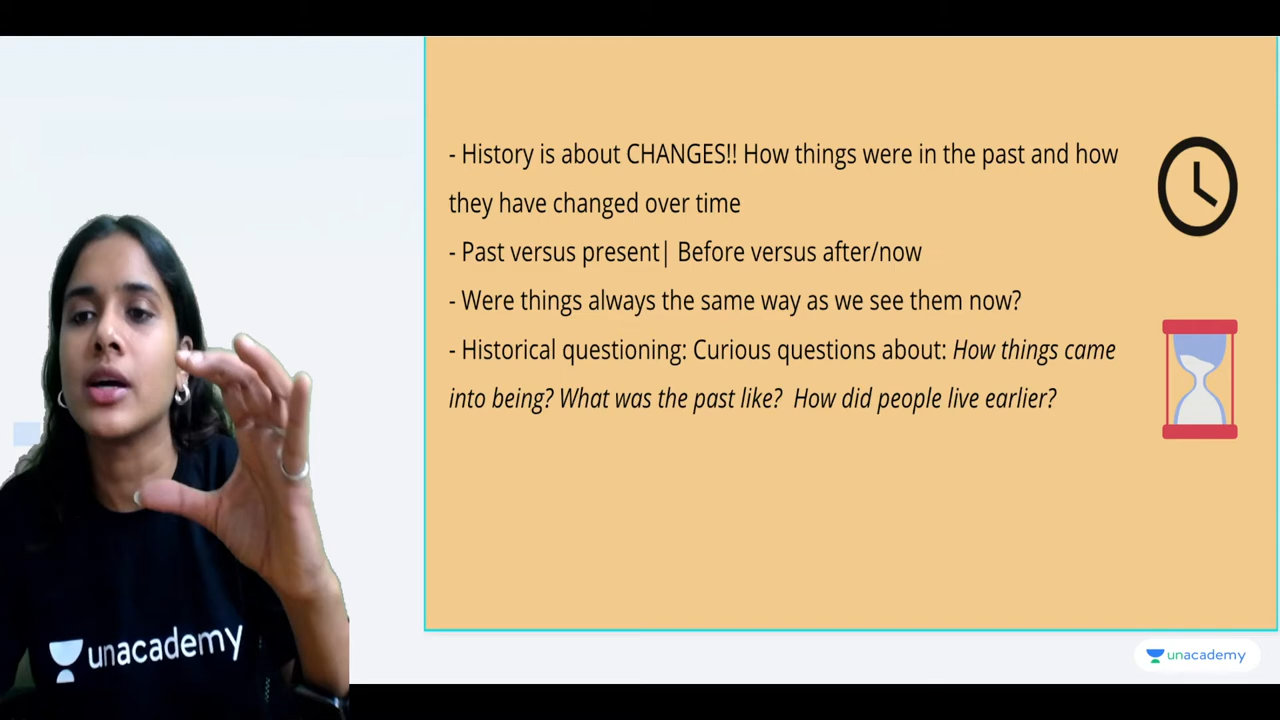 - History is about CHANGES!! How things were in the past and how
they have changed over time
- Past versus present| Before versus after/now
- Were things always the same way as we see them now?
- Historical questioning: Curious questions about: How things came
into being? What was the past like?  How did people live earlier?
unacademy
unacademy